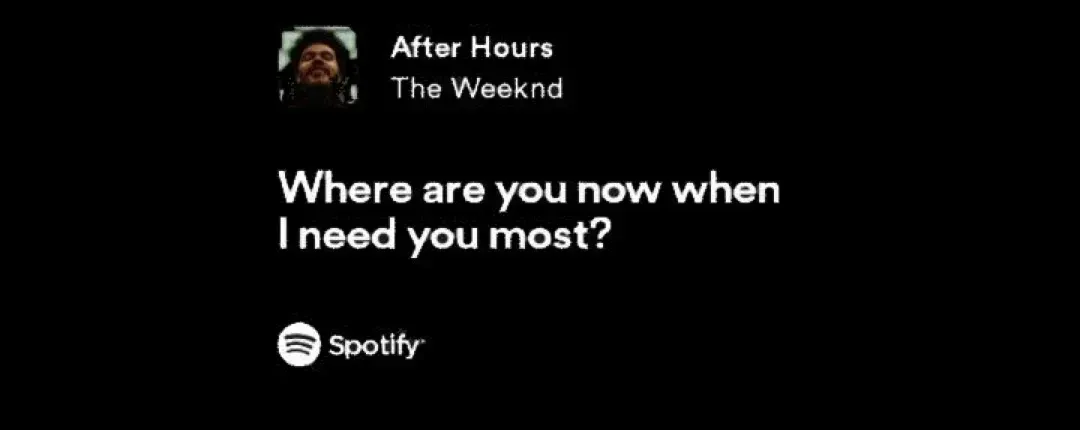 After Hours
The Weeknd
Where are you now when
I need you most?
Spotify